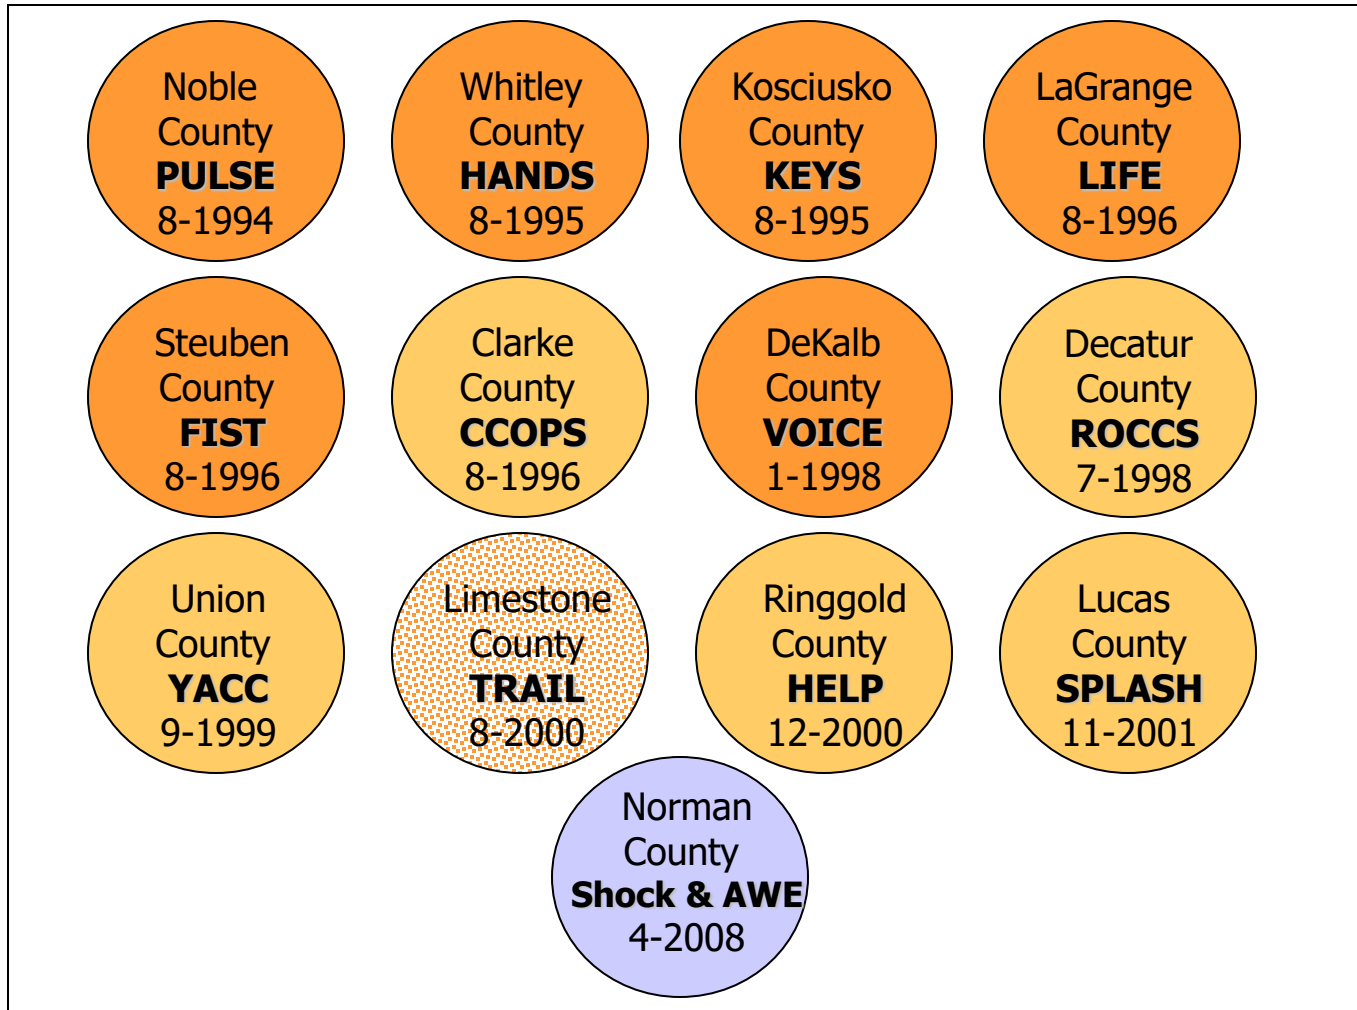 Noble
County
PULSE
8-1994
Whitley
County
HANDS
8-1995
Kosciusko
County
KEYS
8-1995
LaGrange
County
LIFE
8-1996
Steuben
County
FIST
8-1996
Clarke
County
CCOPS
8-1996
DeKalb
County
VOICE
1-1998
Decatur
County
ROCCS
7-1998
Union
County
YACC
9-1999
Limestone
County
TRAIL
8-2000
Ringgold
County
HELP
12-2000
Lucas
County
SPLASH
11-2001
Norman
County
Shock & AWE
4-2008